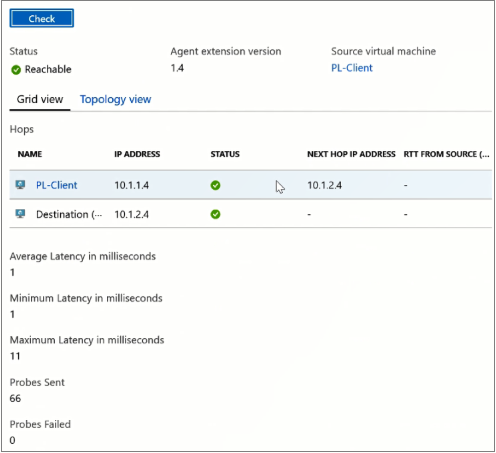 Check
Status Agent extension version Source virtual machine
Reachable 1.4 PL-Client
Grid view Topology view
Hops
NAME IP ADDRESS STATUS NEXT HOP IP ADDRESS RTT FROM SOURCE (...
PL-Client 10.1.1.4 10.1.2.4 -
Destination (... 10.1.2.4 - -
Average Latency in milliseconds
1
Minimum Latency in milliseconds
1
Maximum Latency in milliseconds
11
Probes Sent
66
Probes Failed
0